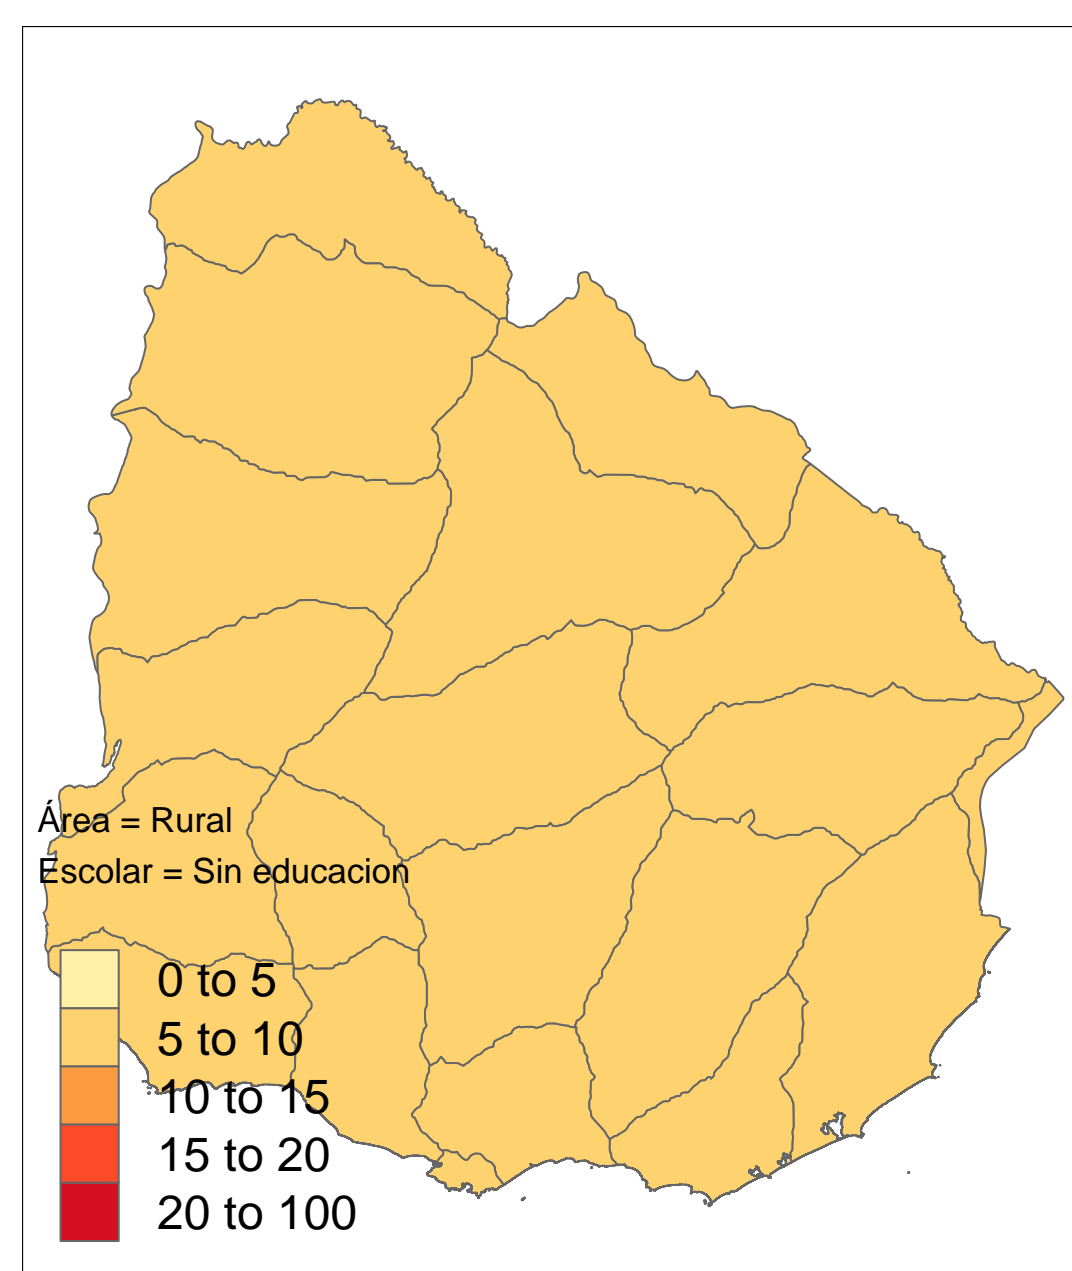 Área = Rural
Escolar = Sin educacion
0 to 5
5 to 10
10 to 15
15 to 20
20 to 100